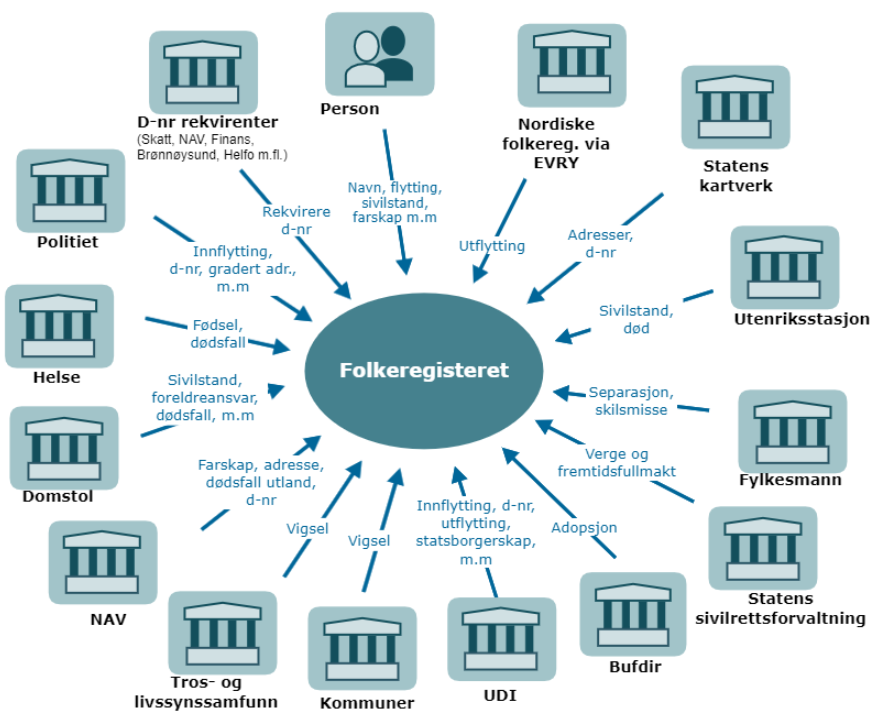 D-nr rekvirenter
(Skatt, NAV, Finans,
Brønnøysund, Helfo m.fl.)
Person
Nordiske
folkereg. via
EVRY
Statens
kartverk
Politiet
Rekvirere
d-nr
Navn, flytting,
sivilstand,
farskap m.m
Utflytting
Adresser,
d-nr
Innflytting,
d-nr, gradert adr.,
m.m
Utenriksstasjon
Sivilstand,
død
Helse
Fødsel,
dødsfall
Folkeregisteret
Separasjon,
skilsmisse
Fylkesmann
Domstol
Sivilstand,
foreldreansvar,
dødsfall, m.m
Verge og
fremtidsfullmakt
Statens
sivilrettsforvaltning
NAV
Farskap, adresse,
dødsfall utland,
d-nr
Vigsel
Tros- og
livssynssamfunn
Vigsel
Kommuner
Innflytting, d-nr,
utflytting,
statsborgerskap,
m.m
UDI
Adopsjon
Bufdir